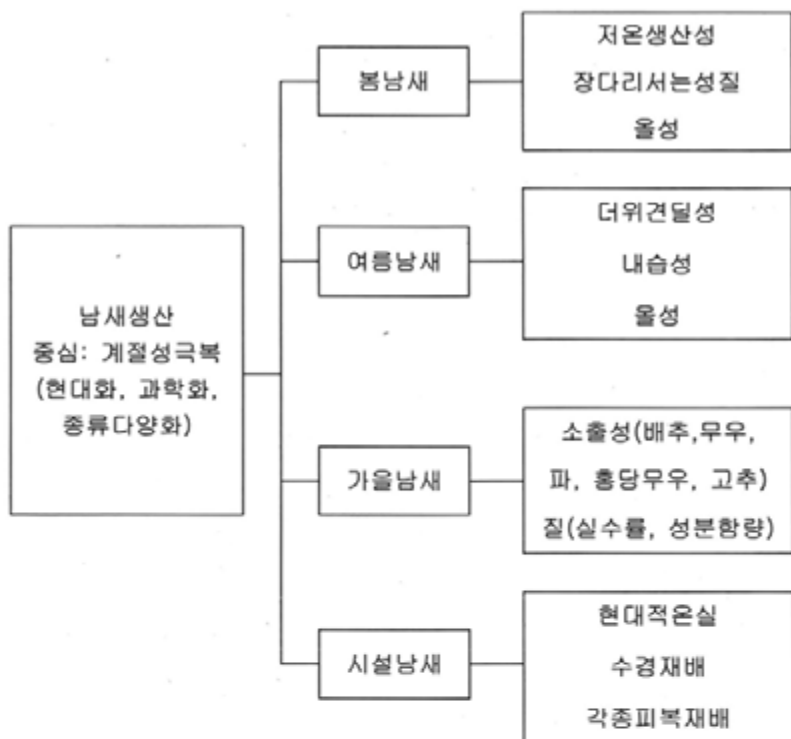 봄남새
저온생산성
장다리서는성질
올성
여름남새
더위견딜성
내습성
올성
남새생산
중심: 계절성극복
(현대화, 과학화,
종류다양화)
가을남새
소출성(배추,무우,
파, 홍당무우, 고추)
질(실수률, 성분함량)
시설남새
현대적온실
수경재배
각종피복재배